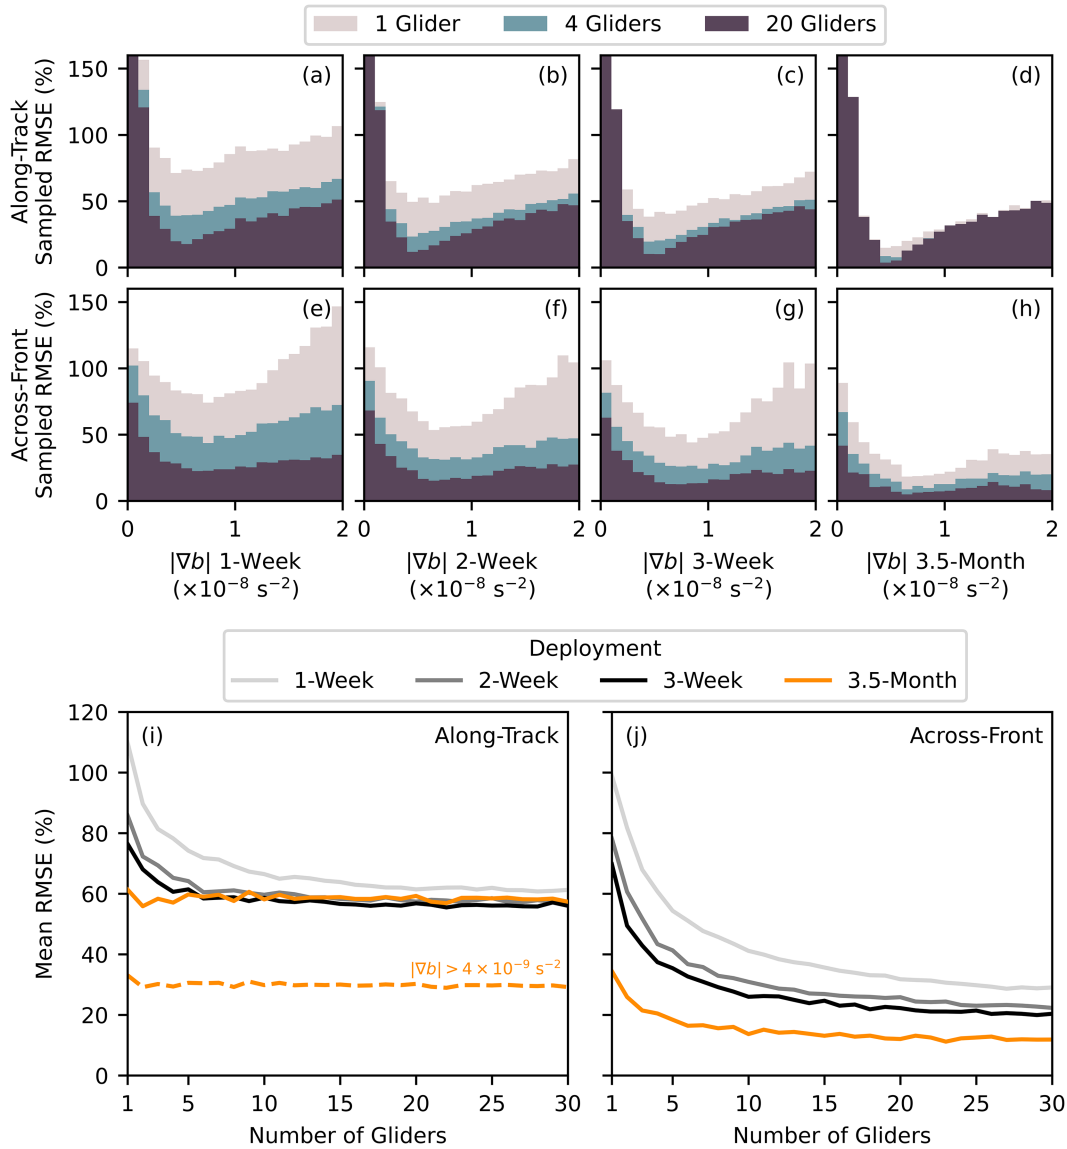 1 Glider 4 Gliders 20 Gliders
Along-Track
Sampled RMSE (%)
150
100
50
0
(a)
(b)
(c)
(d)
Across-Front
Sampled RMSE (%)
150
100
50
0
(e)
(f)
(g)
(h)
0 1 2
0 1 2
0 1 2
0 1 2
|∇b| 1-Week
(×10⁻⁸ s⁻²)
|∇b| 2-Week
(×10⁻⁸ s⁻²)
|∇b| 3-Week
(×10⁻⁸ s⁻²)
|∇b| 3.5-Month
(×10⁻⁸ s⁻²)
Deployment
1-Week 2-Week 3-Week 3.5-Month
Mean RMSE (%)
120
100
80
60
40
20
0
(i) Along-Track
|∇b| > 4 × 10⁻⁹ s⁻²
1 5 10 15 20 25 30
Number of Gliders
(j) Across-Front
1 5 10 15 20 25 30
Number of Gliders